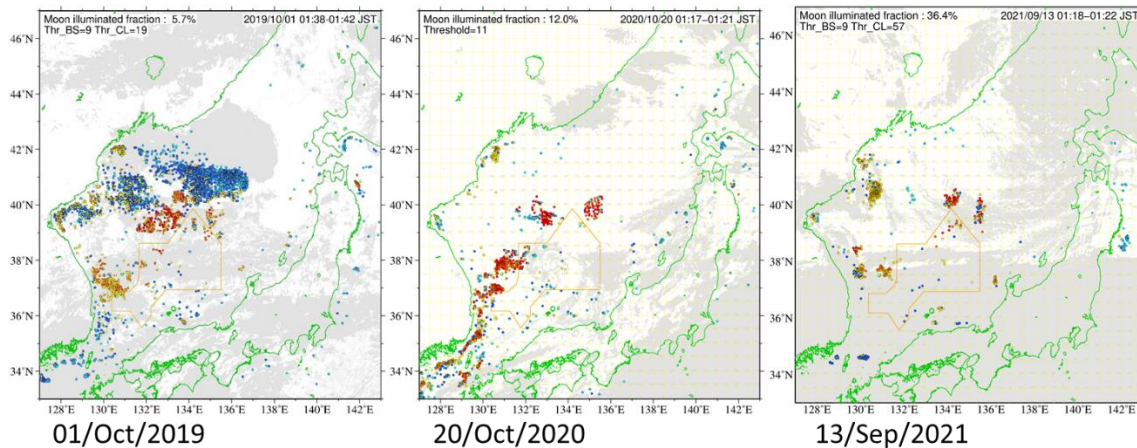 Moon illuminated fraction : 5.7% 2019/10/01 01:38-01:42 JST
Thr_BS=9 Thr_CL=19
46°N
44°N
42°N
40°N
38°N
36°N
34°N
128°E 130°E 132°E 134°E 136°E 138°E 140°E 142°E
01/Oct/2019
Moon illuminated fraction : 12.0% 2020/10/20 01:17-01:21 JST
Threshold=11
46°N
44°N
42°N
40°N
38°N
36°N
34°N
128°E 130°E 132°E 134°E 136°E 138°E 140°E 142°E
20/Oct/2020
Moon illuminated fraction : 36.4% 2021/09/13 01:18-01:22 JST
Thr_BS=9 Thr_CL=57
46°N
44°N
42°N
40°N
38°N
36°N
34°N
128°E 130°E 132°E 134°E 136°E 138°E 140°E 142°E
13/Sep/2021